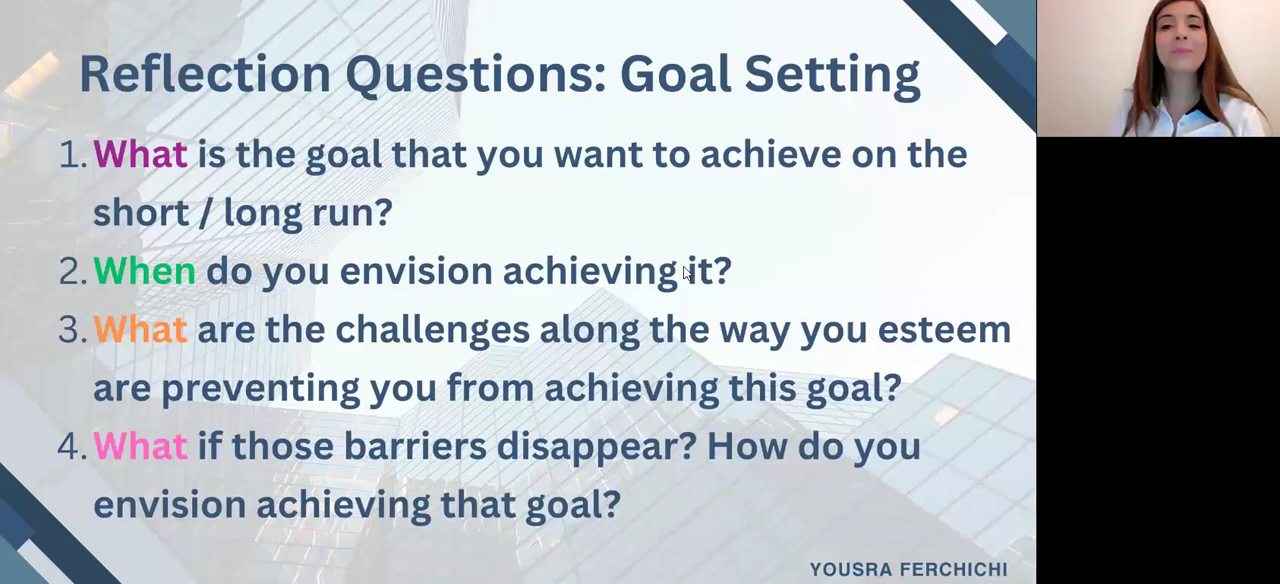 Reflection Questions: Goal Setting
1. What is the goal that you want to achieve on the
short / long run?
2. When do you envision achieving it?
3. What are the challenges along the way you esteem
are preventing you from achieving this goal?
4. What if those barriers disappear? How do you
envision achieving that goal?
YOUSRA FERCHICHI